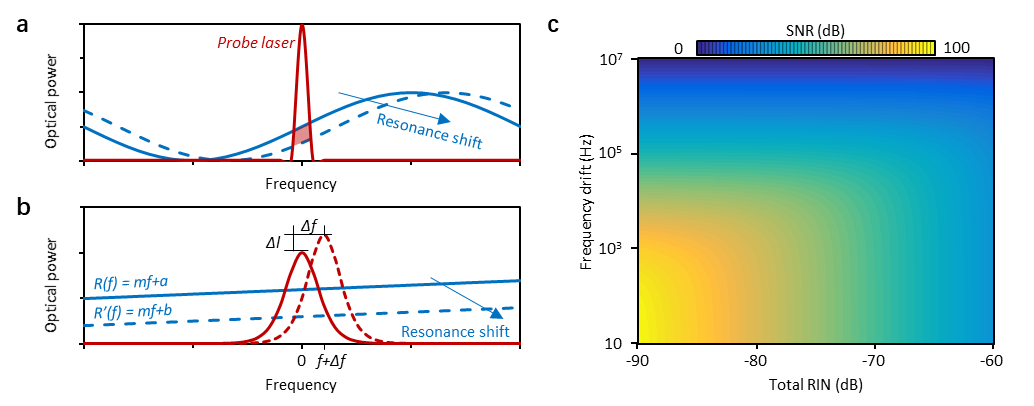 a
Probe laser
Resonance shift
Optical power
Frequency
b
Δf
ΔI
R(f) = mf+a
R’(f) = mf+b
Resonance shift
Optical power
0 f+Δf
Frequency
c
SNR (dB)
0 100
10⁷
10⁵
10³
10
Frequency drift (Hz)
-90 -80 -70 -60
Total RIN (dB)